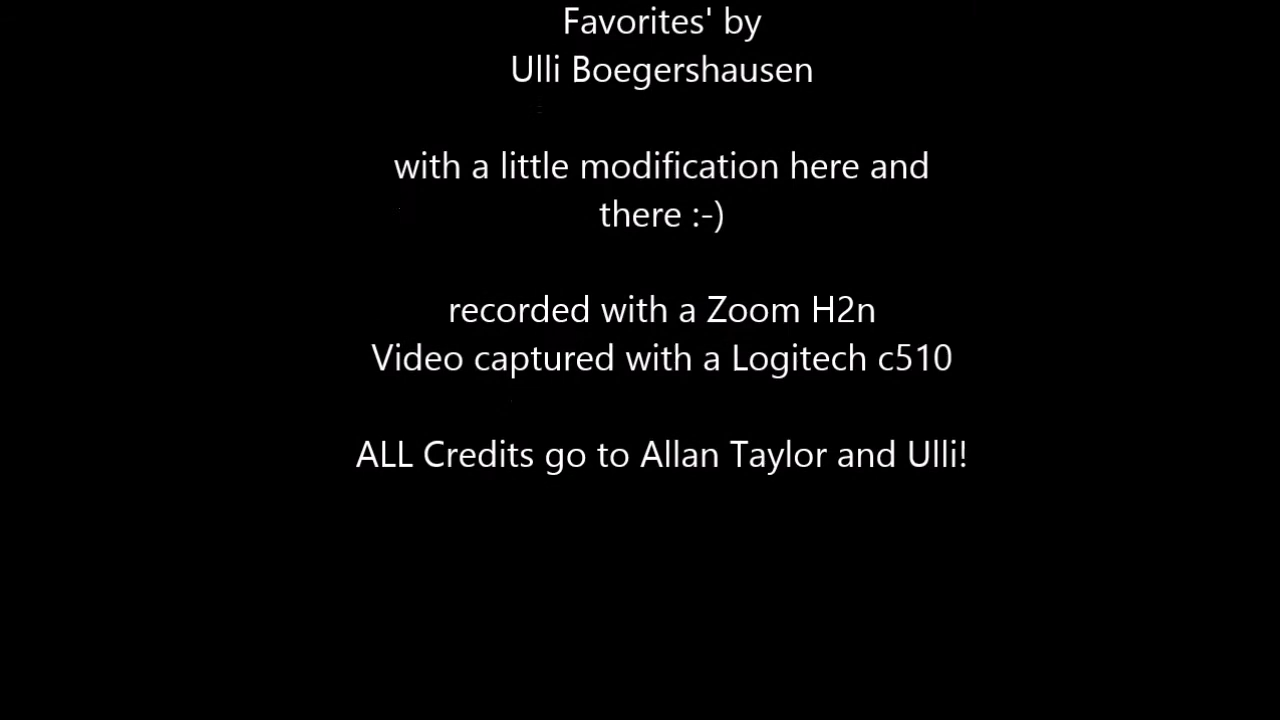 Favorites' by
Ulli Boegershausen
with a little modification here and
there :-)
recorded with a Zoom H2n
Video captured with a Logitech c510
ALL Credits go to Allan Taylor and Ulli!